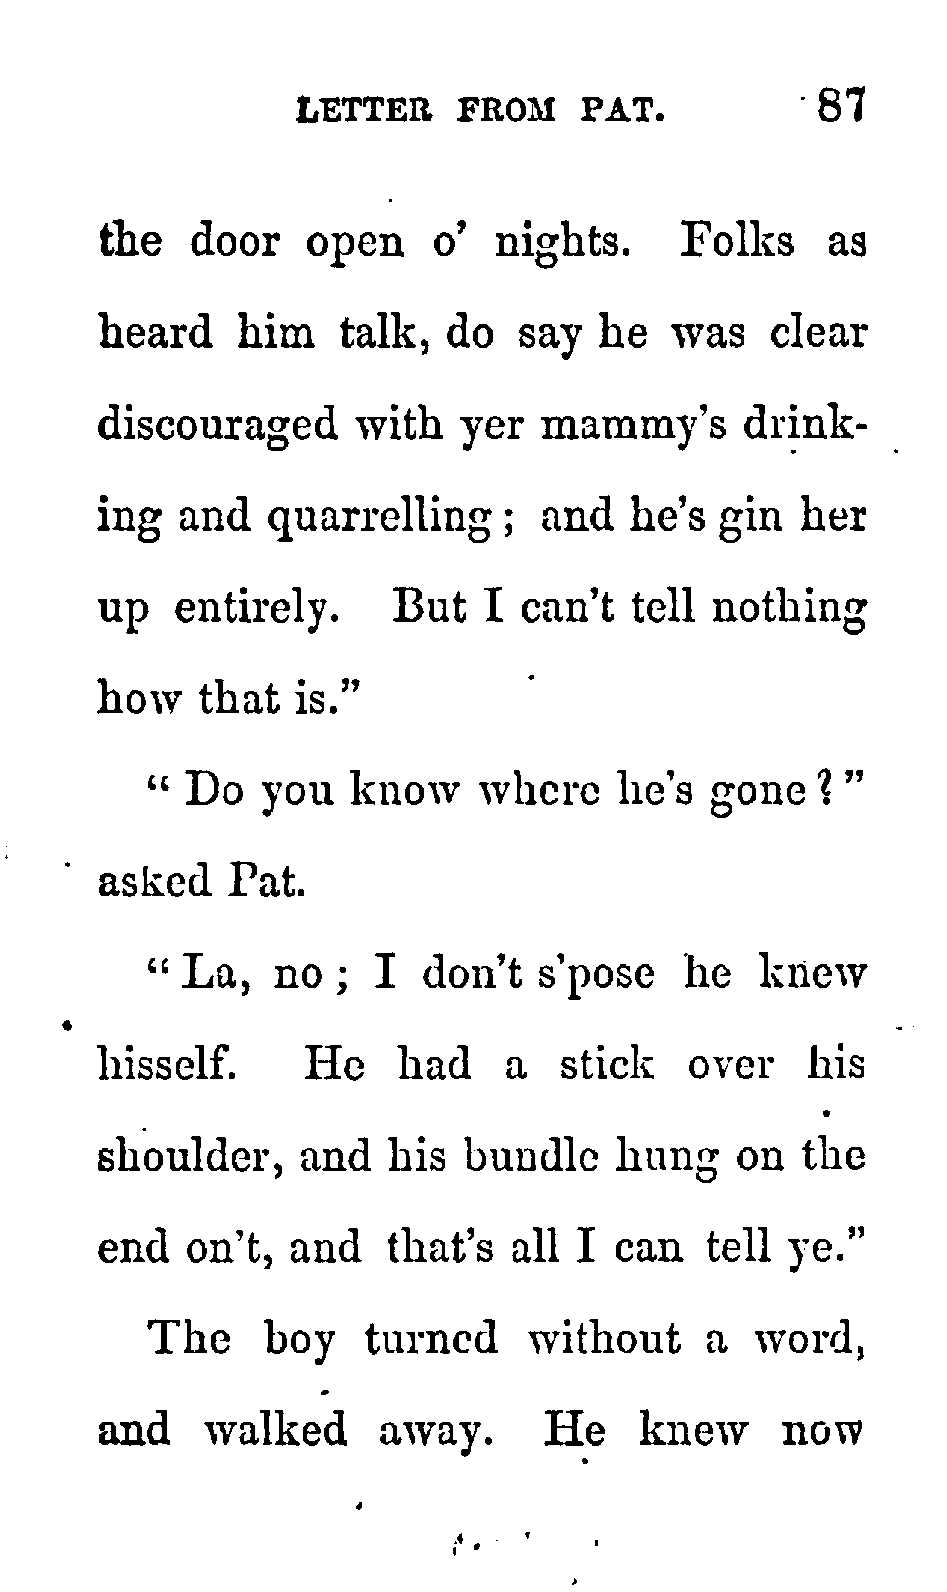 LETTER FROM PAT. 87
the door open o' nights. Folks as
heard him talk, do say he was clear
discouraged with yer mammy's drink-
ing and quarrelling; and he's gin her
up entirely. But I can't tell nothing
how that is."
"Do you know where he's gone?"
asked Pat.
"La, no; I don't s'pose he knew
hisself. He had a stick over his
shoulder, and his bundle hung on the
end on't, and that's all I can tell ye."
The boy turned without a word,
and walked away. He knew now